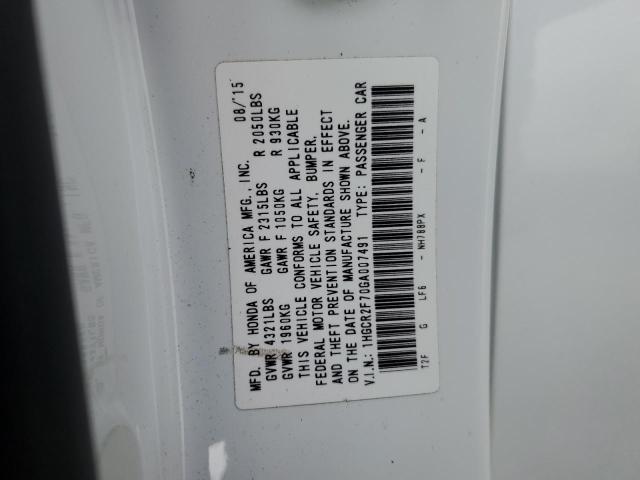 MFD. BY HONDA OF AMERICA MFG., INC. 08/'15
GVWR 4321LBS GAWR F 2315LBS R 2050LBS
GVWR 1960KG GAWR F 1050KG R 930KG
THIS VEHICLE CONFORMS TO ALL APPLICABLE
FEDERAL MOTOR VEHICLE SAFETY, BUMPER,
AND THEFT PREVENTION STANDARDS IN EFFECT
ON THE DATE OF MANUFACTURE SHOWN ABOVE.
V.I.N.: 1HGCR2F70GA007491 TYPE: PASSENGER CAR
T2F G LF6 - NH788PX - F - A